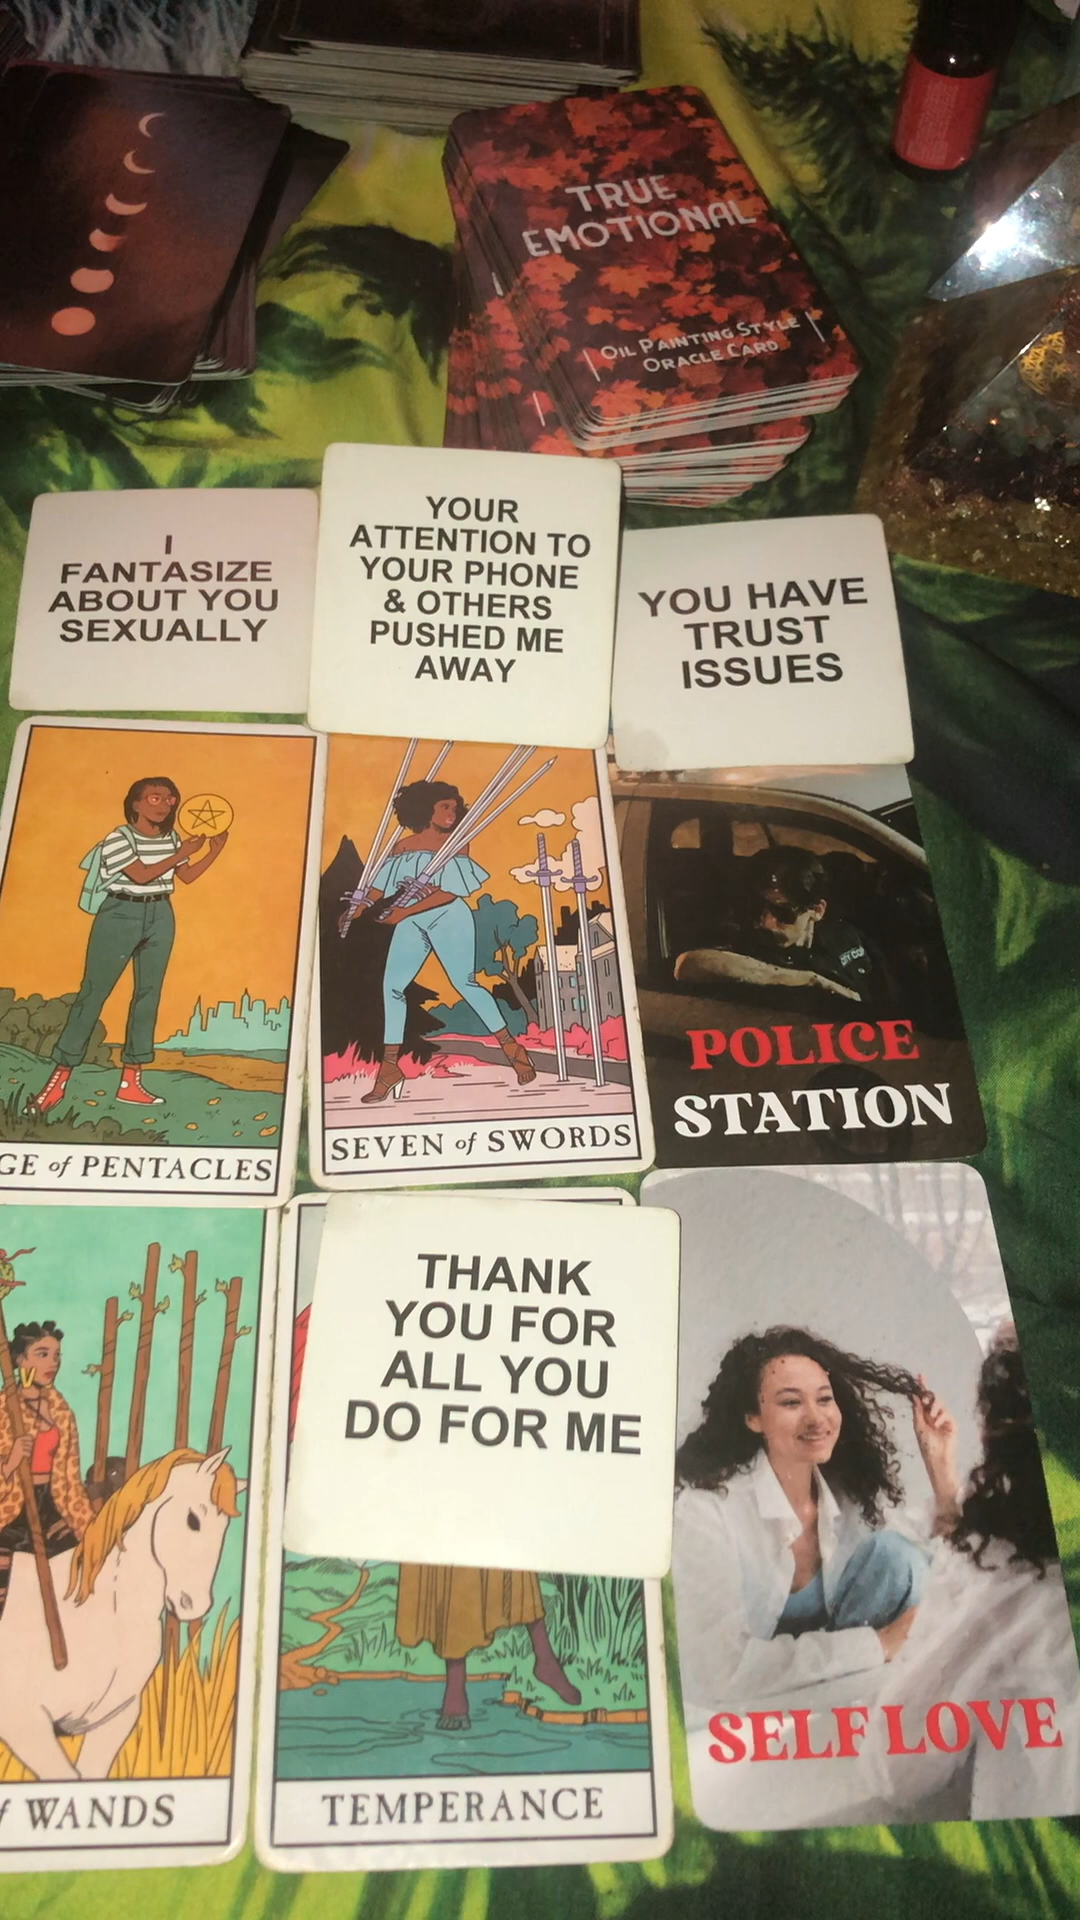 TRUE
EMOTIONAL
OIL PAINTING STYLE
ORACLE CARD
I
FANTASIZE
ABOUT YOU
SEXUALLY
YOUR
ATTENTION TO
YOUR PHONE
& OTHERS
PUSHED ME
AWAY
YOU HAVE
TRUST
ISSUES
GE of PENTACLES
SEVEN of SWORDS
POLICE
STATION
THANK
YOU FOR
ALL YOU
DO FOR ME
f WANDS
TEMPERANCE
SELF LOVE